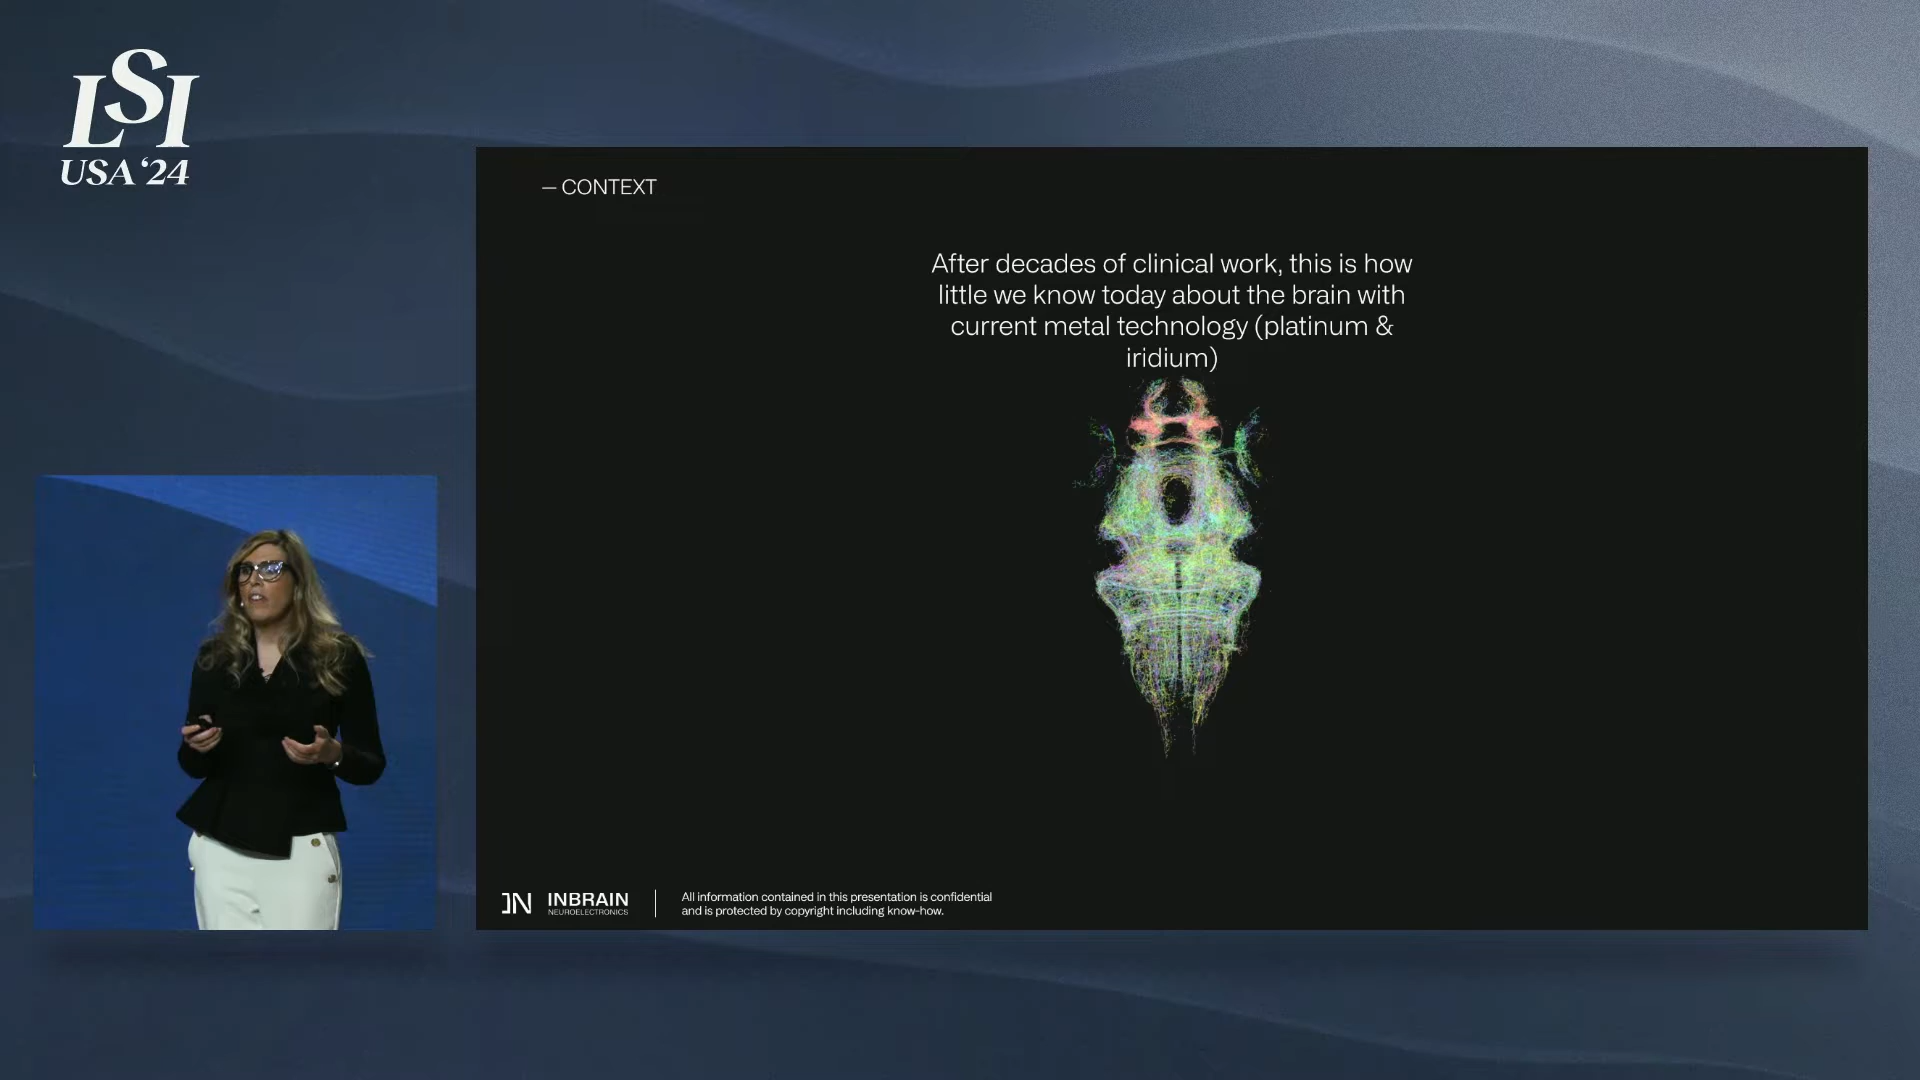 LSI
USA '24
— CONTEXT
After decades of clinical work, this is how
little we know today about the brain with
current metal technology (platinum &
iridium)
IN INBRAIN
NEUROELECTRONICS
All information contained in this presentation is confidential
and is protected by copyright including know-how.